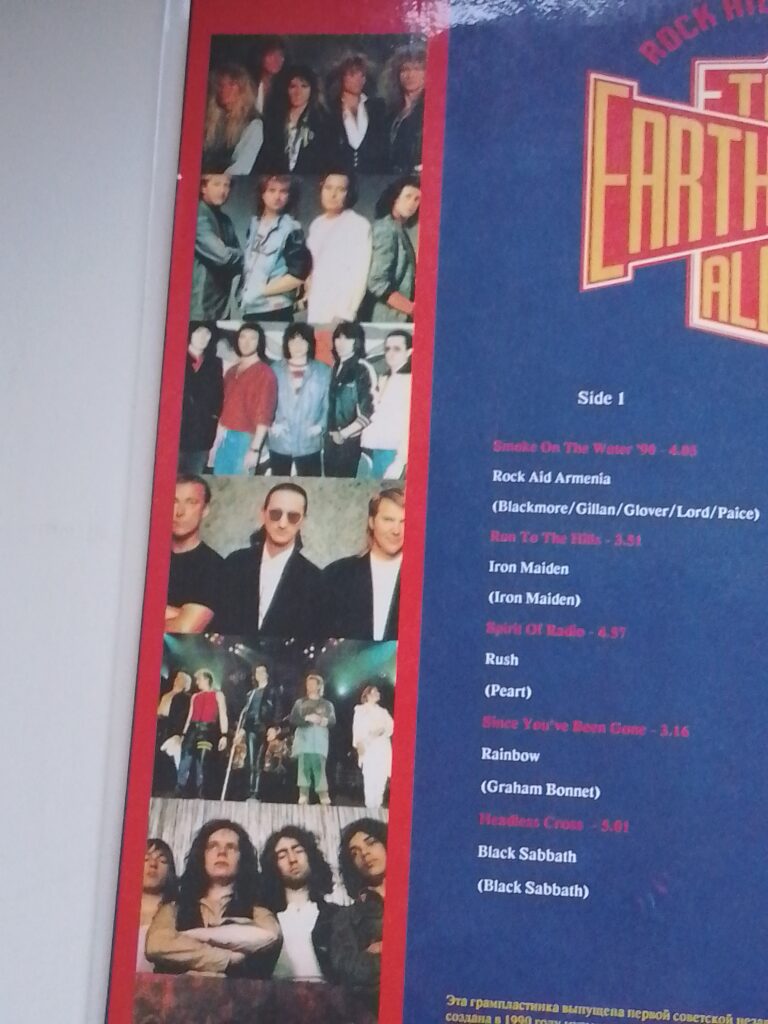 ROCK AID
EARTH
AL
Side 1
Smoke On The Water '90 - 4.05
Rock Aid Armenia
(Blackmore/Gillan/Glover/Lord/Paice)
Run To The Hills - 3.51
Iron Maiden
(Iron Maiden)
Spirit Of Radio - 4.57
Rush
(Peart)
Since You've Been Gone - 3.16
Rainbow
(Graham Bonnet)
Headless Cross - 5.01
Black Sabbath
(Black Sabbath)
Эта грампластинка выпущена первой советской
создана в 1990 году